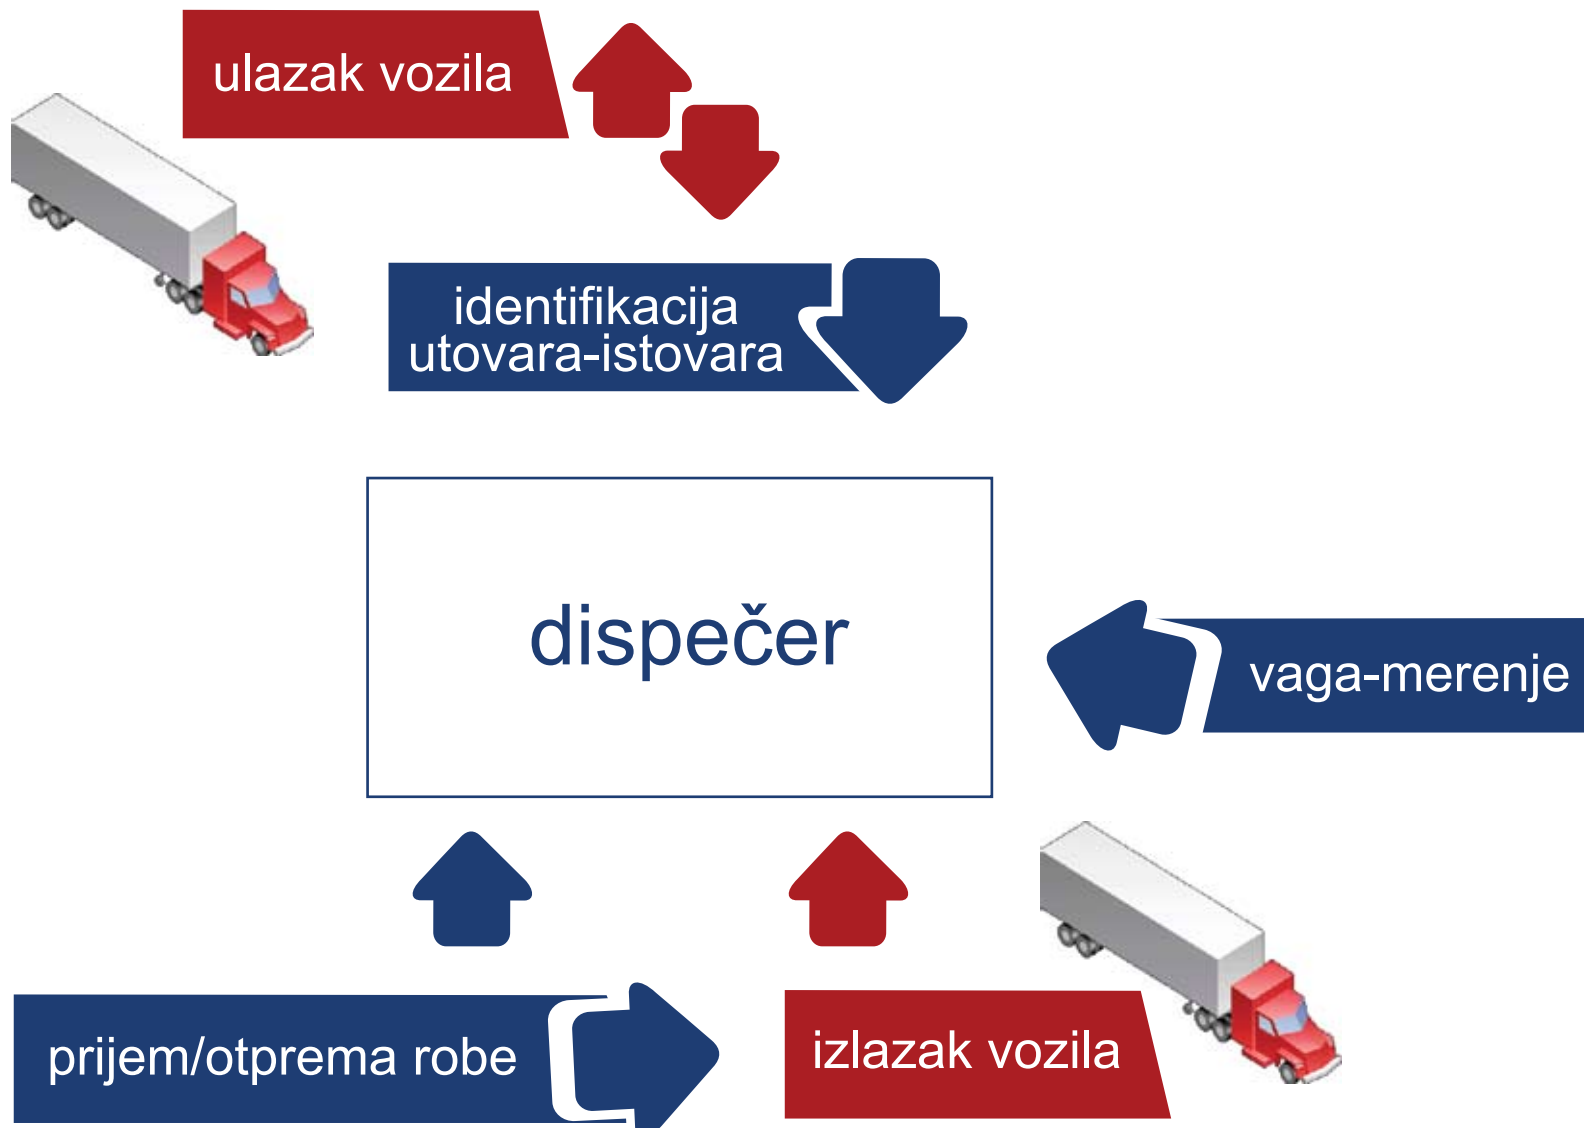 ulazak vozila
identifikacija
utovara-istovara
dispečer
vaga-merenje
prijem/otprema robe
izlazak vozila